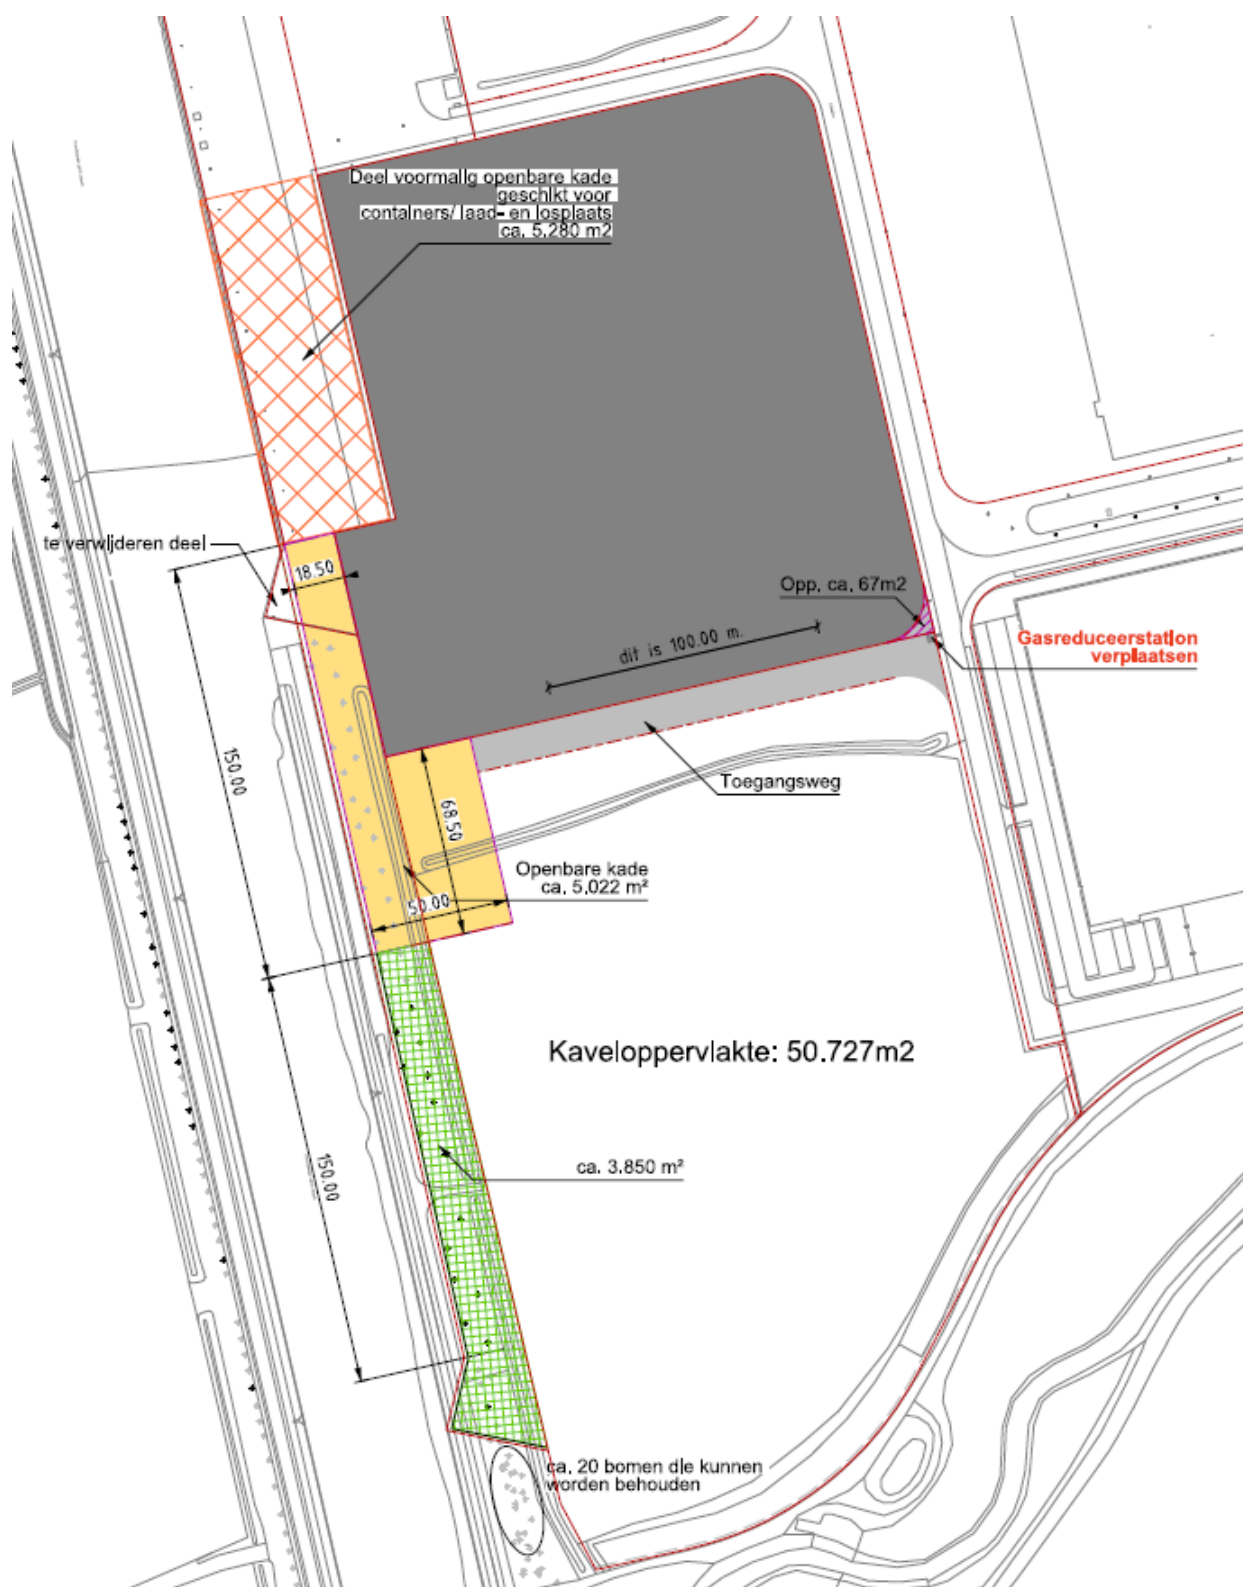 Deel voormalig openbare kade
geschikt voor
containers/ laad- en losplaats
ca. 5.280 m2
te verwijderen deel
18.50
Opp. ca. 67m2
dit is 100.00 m.
Gasreduceerstation
verplaatsen
150.00
Toegangsweg
68.50
Openbare kade
ca. 5.022 m²
50.00
Kaveloppervlakte: 50.727m2
150.00
ca. 3.850 m²
ca. 20 bomen die kunnen
worden behouden